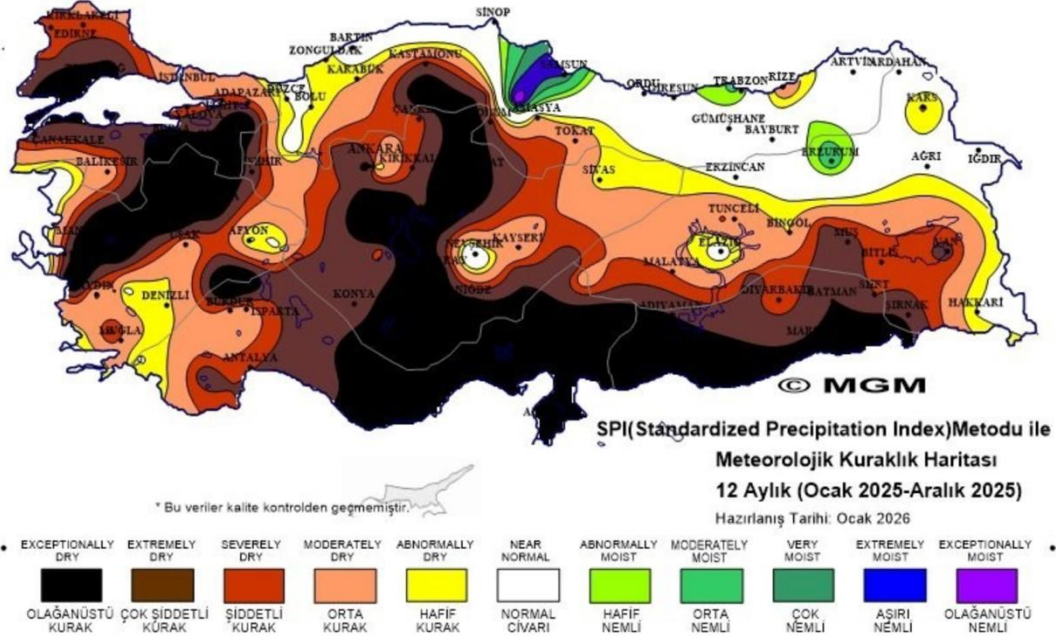 SİNOP
KIRKLARELİ
EDİRNE
BARTIN
ZONGULDAK
KASTAMONU
KARABÜK
İSTANBUL
DÜZCE
ADAPAZARI
BOLU
SAMSUN
ORDU
GİRESUN
TRABZON
RİZE
ARTVİN
ARDAHAN
KARS
YALOVA
AMASYA
TOKAT
GÜMÜŞHANE
BAYBURT
ÇANAKKALE
BALIKESİR
ANKARA
SİVAS
ERZİNCAN
ERZURUM
AĞRI
IĞDIR
UŞAK
AFYON
KAYSERİ
NEVŞEHİR
TUNCELİ
BİNGÖL
MUŞ
ELAZIĞ
BİTLİS
VAN
MALATYA
AYDIN
DENİZLİ
BURDUR
ISPARTA
KONYA
NİĞDE
ADIYAMAN
DİYARBAKIR
BATMAN
SİİRT
ŞIRNAK
HAKKARİ
MUĞLA
ANTALYA
© MGM
SPI(Standardized Precipitation Index)Metodu ile
Meteorolojik Kuraklık Haritası
12 Aylık (Ocak 2025-Aralık 2025)
Hazırlanış Tarihi: Ocak 2026
* Bu veriler kalite kontrolden geçmemiştir.
EXCEPTIONALLY DRY
EXTREMELY DRY
SEVERELY DRY
MODERATELY DRY
ABNORMALLY DRY
NEAR NORMAL
ABNORMALLY MOIST
MODERATELY MOIST
VERY MOIST
EXTREMELY MOIST
EXCEPTIONALLY MOIST
OLAĞANÜSTÜ KURAK
ÇOK ŞİDDETLİ KURAK
ŞİDDETLİ KURAK
ORTA KURAK
HAFİF KURAK
NORMAL CİVARI
HAFİF NEMLİ
ORTA NEMLİ
ÇOK NEMLİ
AŞIRI NEMLİ
OLAĞANÜSTÜ NEMLİ